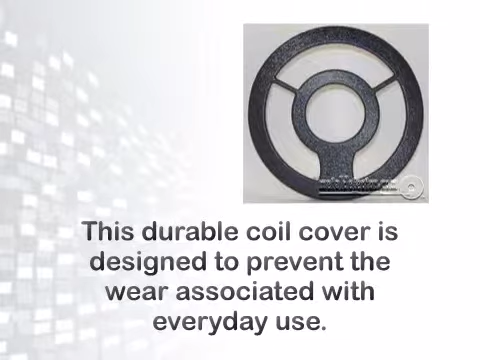 This durable coil cover is
designed to prevent the
wear associated with
everyday use.